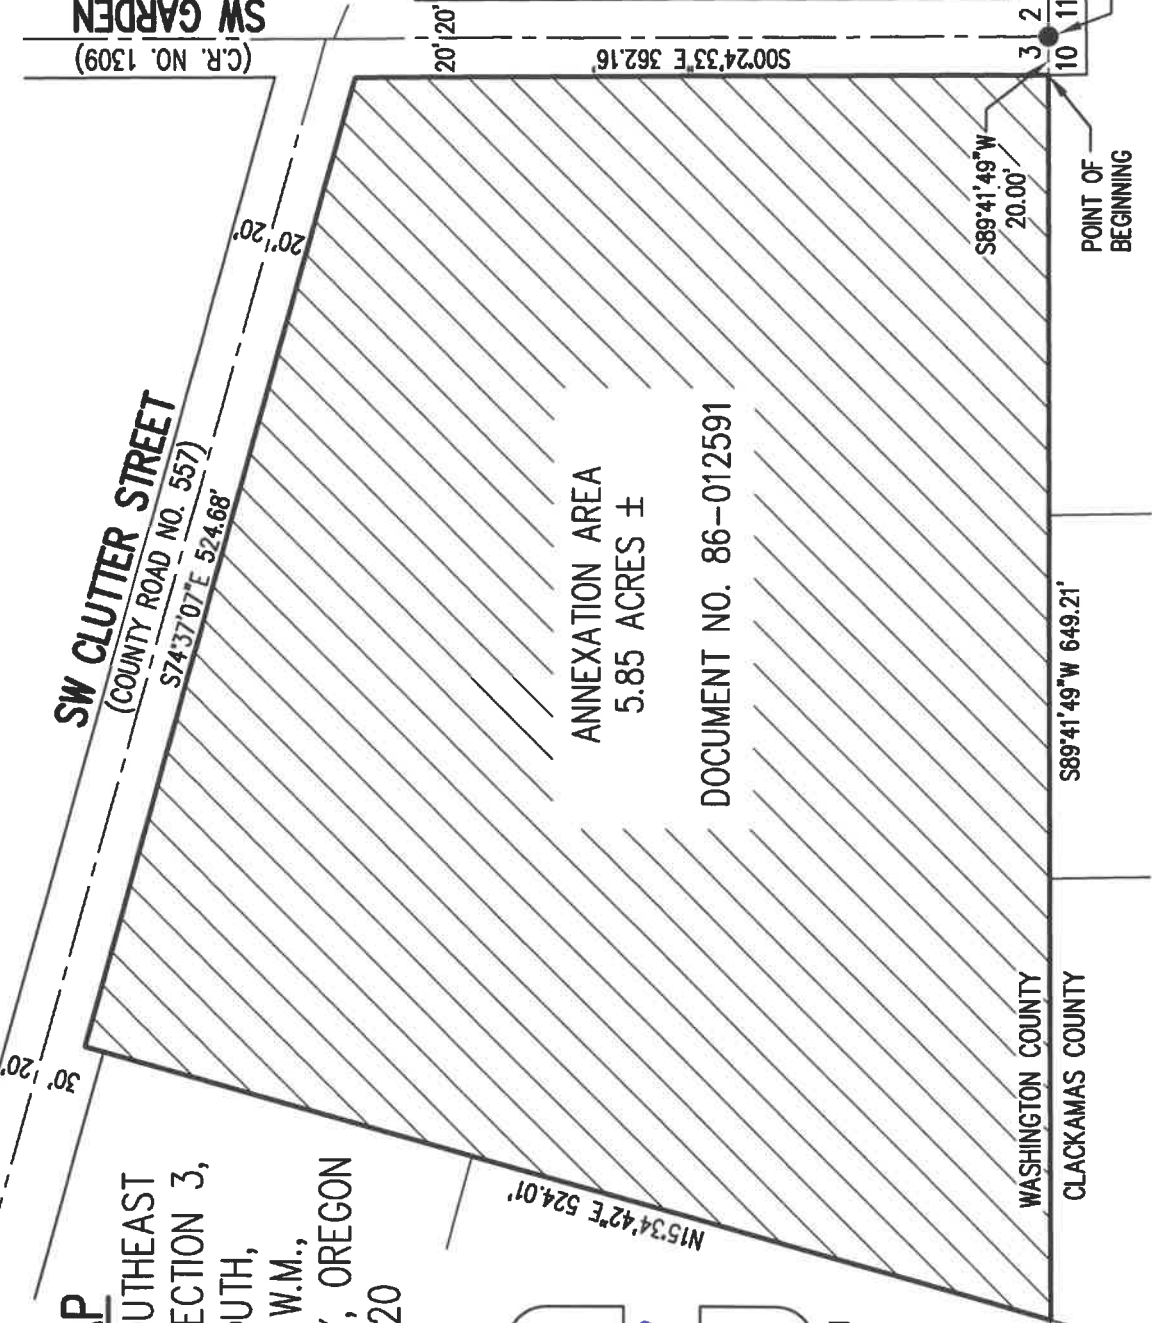 SW GARDEN
(C.R. NO. 1309)
20' 20'
S00°24'33"E 362.16'
3 2
10 11
S89°41'49"W
20.00'
POINT OF
BEGINNING
20' 20'
SW CLUTTER STREET
(COUNTY ROAD NO. 557)
S74°37'07"E 524.68'
ANNEXATION AREA
5.85 ACRES ±
DOCUMENT NO. 86-012591
S89°41'49"W 649.21'
30' 20'
N15°34'42"E 524.01'
WASHINGTON COUNTY
CLACKAMAS COUNTY
UTHEAST
ECTION 3,
OUTH,
W.M.,
, OREGON
20